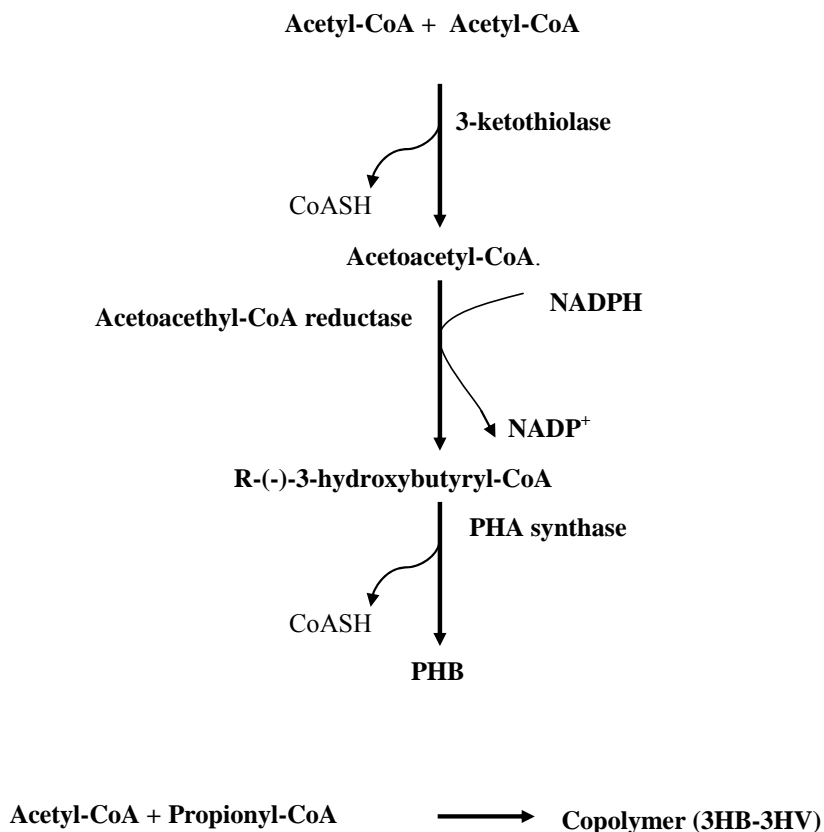 Acetyl-CoA + Acetyl-CoA
3-ketothiolase
CoASH
Acetoacetyl-CoA.
Acetoacethyl-CoA reductase
NADPH
NADP⁺
R-(-)-3-hydroxybutyryl-CoA
PHA synthase
CoASH
PHB
Acetyl-CoA + Propionyl-CoA Copolymer (3HB-3HV)